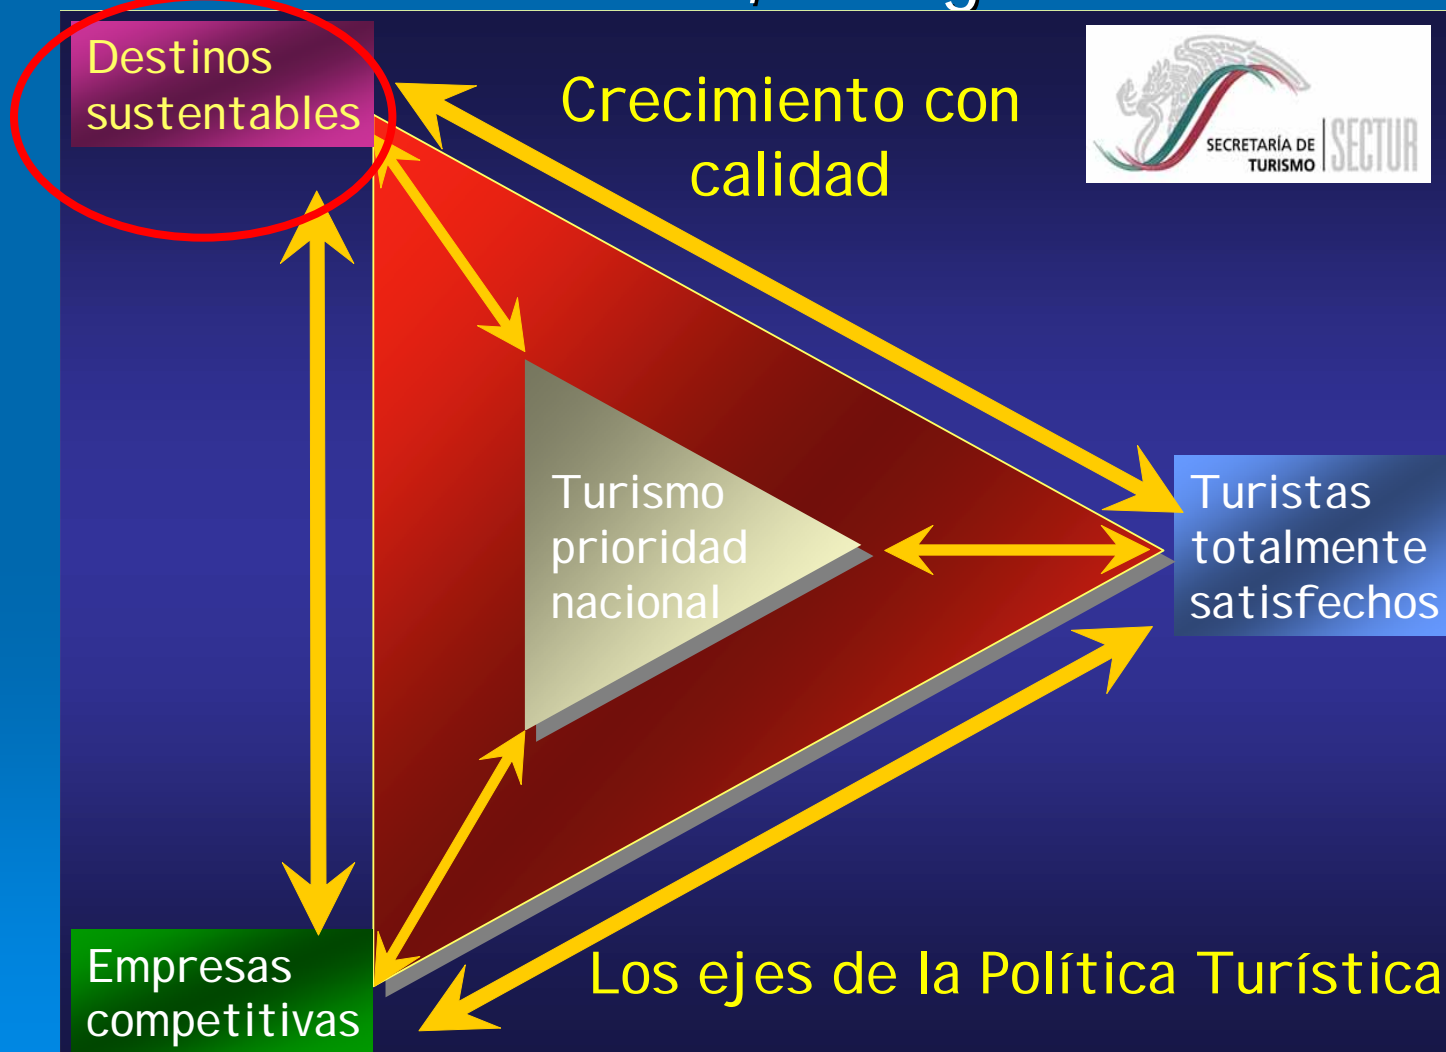 Destinos
sustentables
Crecimiento con
calidad
SECRETARÍA DE
TURISMO
SECTUR
Turismo
prioridad
nacional
Turistas
totalmente
satisfechos
Empresas
competitivas
Los ejes de la Política Turística